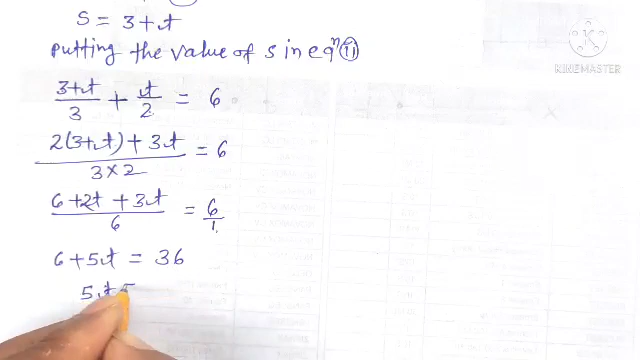 S = 3+t
putting the value of s in eqⁿ (ii)
K
KINEMASTER
3+t/3 + t/2 = 6
2(3+t) + 3t/3×2 = 6
6+2t+3t/6 = 6/1
6+5t = 36
5t =